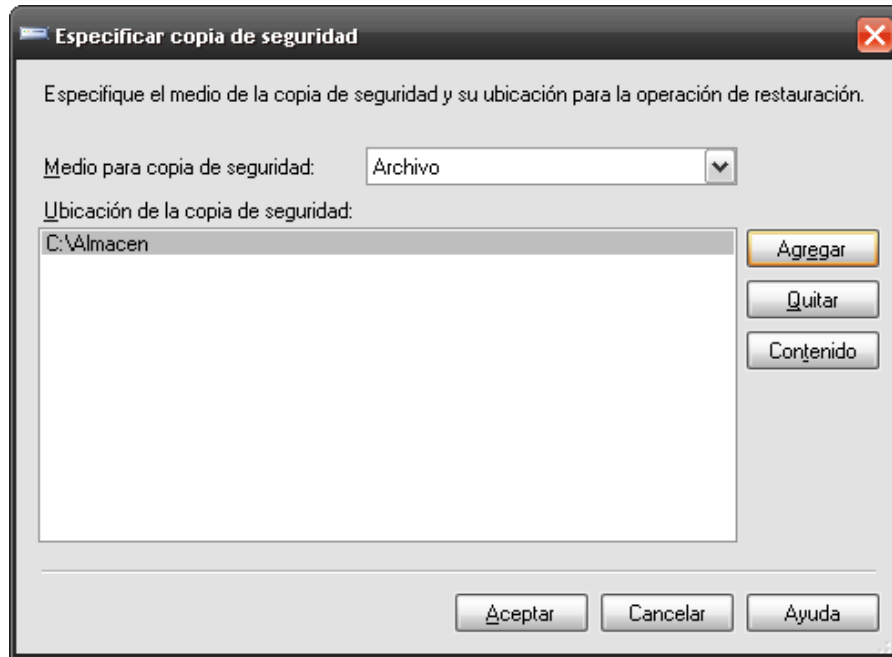 Especificar copia de seguridad
Especifique el medio de la copia de seguridad y su ubicación para la operación de restauración.
Medio para copia de seguridad:
Archivo
Ubicación de la copia de seguridad:
C:\Almacen
Agregar
Quitar
Contenido
Aceptar
Cancelar
Ayuda